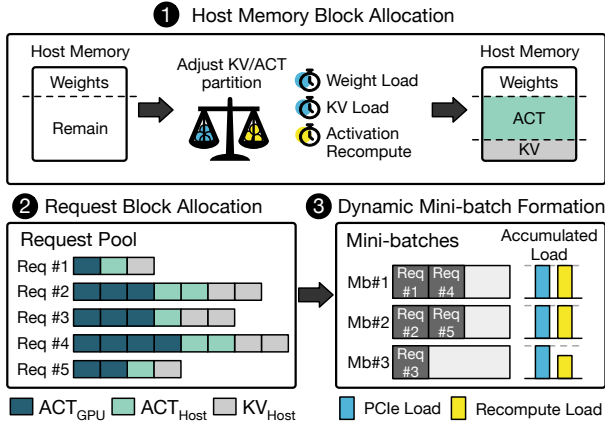 1 Host Memory Block Allocation
Host Memory
Weights
Remain
Adjust KV/ACT
partition
Weight Load
KV Load
Activation
Recompute
Host Memory
Weights
ACT
KV
2 Request Block Allocation
Request Pool
Req #1
Req #2
Req #3
Req #4
Req #5
ACT_GPU
ACT_Host
KV_Host
3 Dynamic Mini-batch Formation
Mini-batches
Accumulated
Load
Mb#1
Req
#1
Req
#4
Mb#2
Req
#2
Req
#5
Mb#3
Req
#3
PCIe Load
Recompute Load